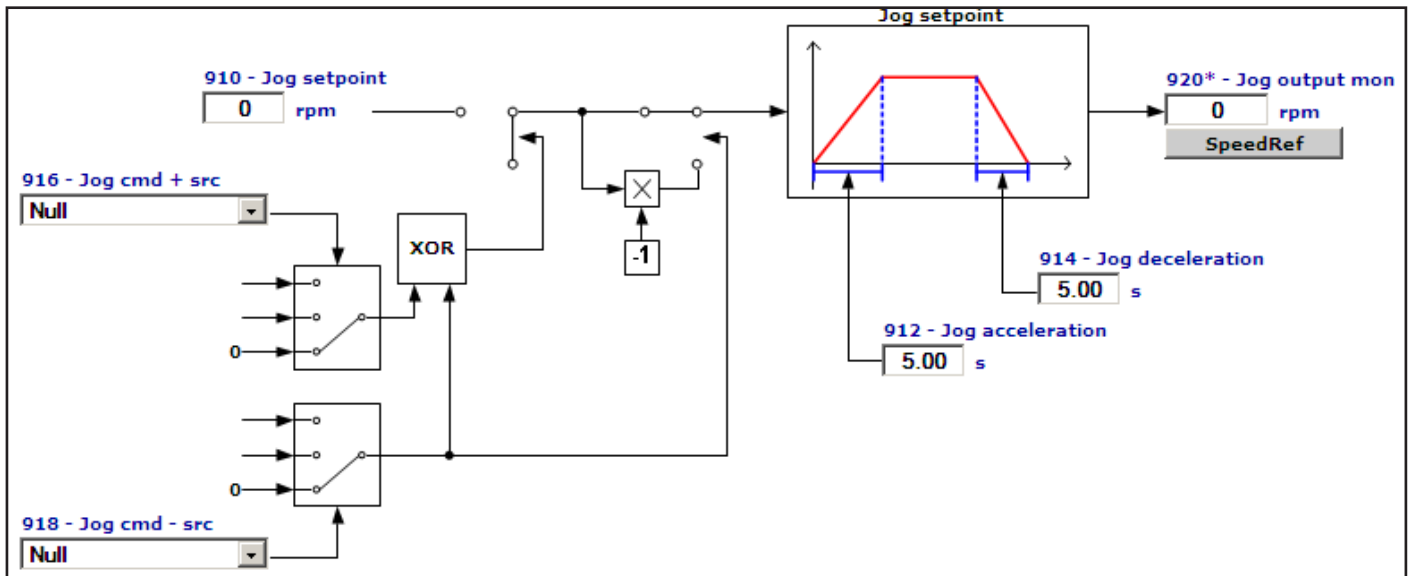 Jog setpoint
910 - Jog setpoint
0 rpm
920* - Jog output mon
0 rpm
SpeedRef
916 - Jog cmd + src
Null
XOR
-1
0
914 - Jog deceleration
5.00 s
912 - Jog acceleration
5.00 s
0
918 - Jog cmd - src
Null